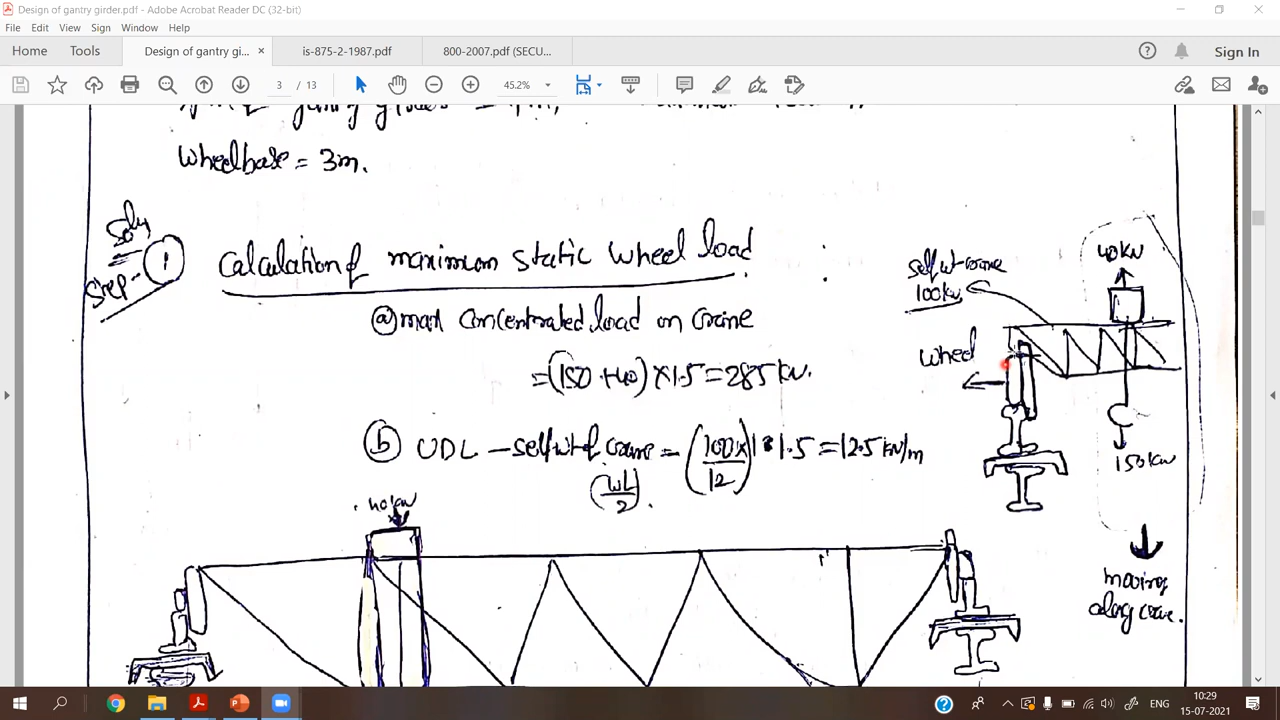 Design of gantry girder.pdf - Adobe Acrobat Reader DC (32-bit)
File Edit View Sign Window Help
Home Tools Design of gantry gi... × is-875-2-1987.pdf 800-2007.pdf (SECU... Sign In
3 / 13 45.2%
wheelbase = 3m.
Soln
Step - 1 Calculation of maximum static wheel load :
(a) max concentrated load on crane
= (150 + 40) × 1.5 = 285 kN.
(b) UDL - self wt of crane = (100 × 1 / 12) × 1.5 = 12.5 kN/m
(WL/2).
self wt-crane
100kN
40kN
wheel
150kN
moving
along crane.
40kN
ENG
10:29
15-07-2021